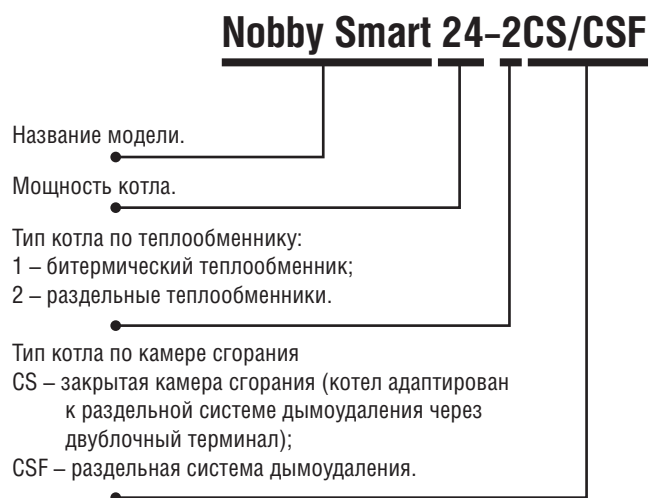 Nobby Smart 24–2CS/CSF
Название модели.
Мощность котла.
Тип котла по теплообменнику:
1 – битермический теплообменник;
2 – раздельные теплообменники.
Тип котла по камере сгорания
CS – закрытая камера сгорания (котел адаптирован
к раздельной системе дымоудаления через
двублочный терминал);
CSF – раздельная система дымоудаления.